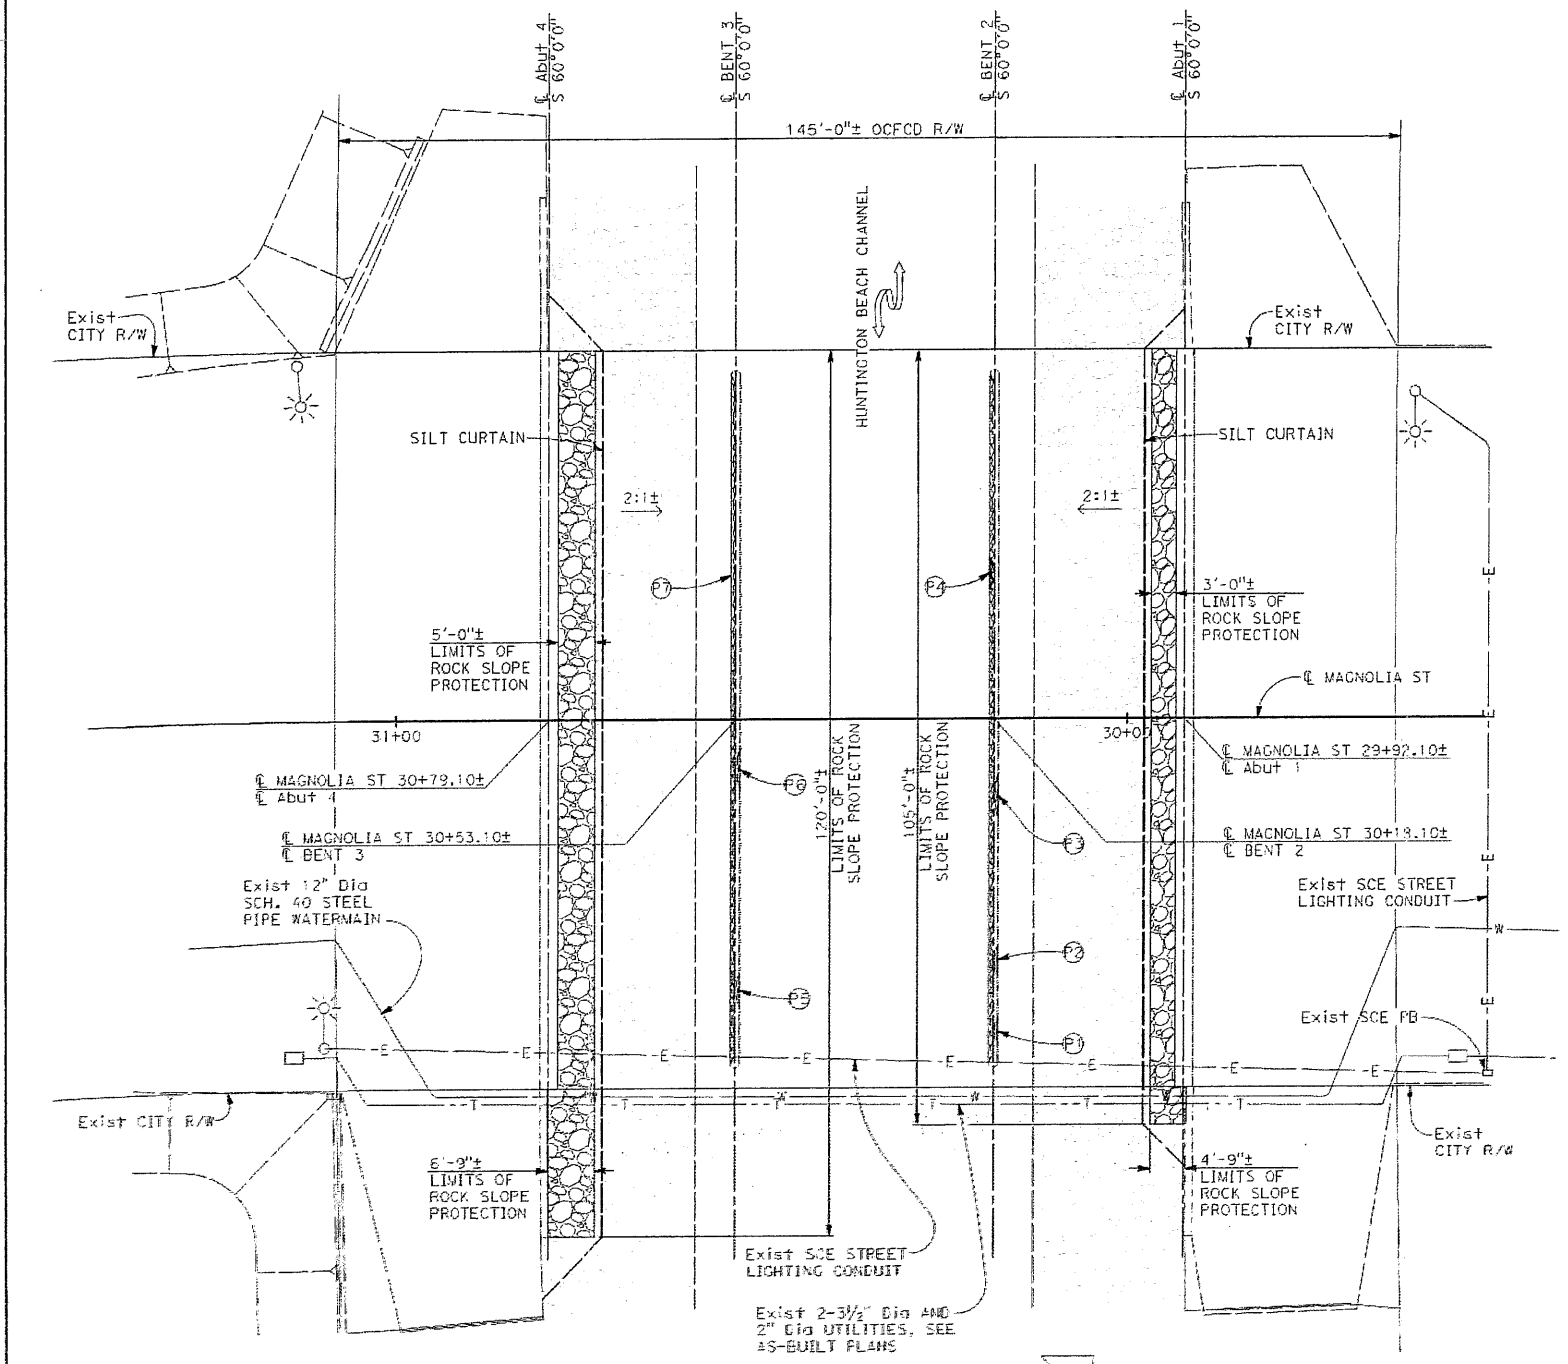 ℄ Abut 4
S 60°0'0"
℄ BENT 3
S 60°0'0"
℄ BENT 2
S 60°0'0"
℄ Abut 1
S 60°0'0"
145'-0"± OCFCD R/W
HUNTINGTON BEACH CHANNEL
Exist
CITY R/W
Exist
CITY R/W
SILT CURTAIN
SILT CURTAIN
2:1±
2:1±
P7
P4
3'-0"±
LIMITS OF
ROCK SLOPE
PROTECTION
5'-0"±
LIMITS OF
ROCK SLOPE
PROTECTION
E
℄ MAGNOLIA ST
E
31+00
30+00
120'-0"±
LIMITS OF ROCK
SLOPE PROTECTION
105'-0"±
LIMITS OF ROCK
SLOPE PROTECTION
℄ MAGNOLIA ST 30+79.10±
℄ Abut 4
P6
℄ MAGNOLIA ST 29+92.10±
℄ Abut 1
℄ MAGNOLIA ST 30+53.10±
℄ BENT 3
P3
℄ MAGNOLIA ST 30+18.10±
℄ BENT 2
E
Exist 12" Dia
SCH. 40 STEEL
PIPE WATERMAIN
Exist SCE STREET
LIGHTING CONDUIT
W
P2
P5
E
Exist SCE PB
P1
E E E E E E E E
W W
T T T T T T
Exist CITY R/W
Exist
CITY R/W
6'-9"±
LIMITS OF
ROCK SLOPE
PROTECTION
4'-9"±
LIMITS OF
ROCK SLOPE
PROTECTION
Exist SCE STREET
LIGHTING CONDUIT
Exist 2-3½" Dia AND
2" Dia UTILITIES, SEE
AS-BUILT PLANS